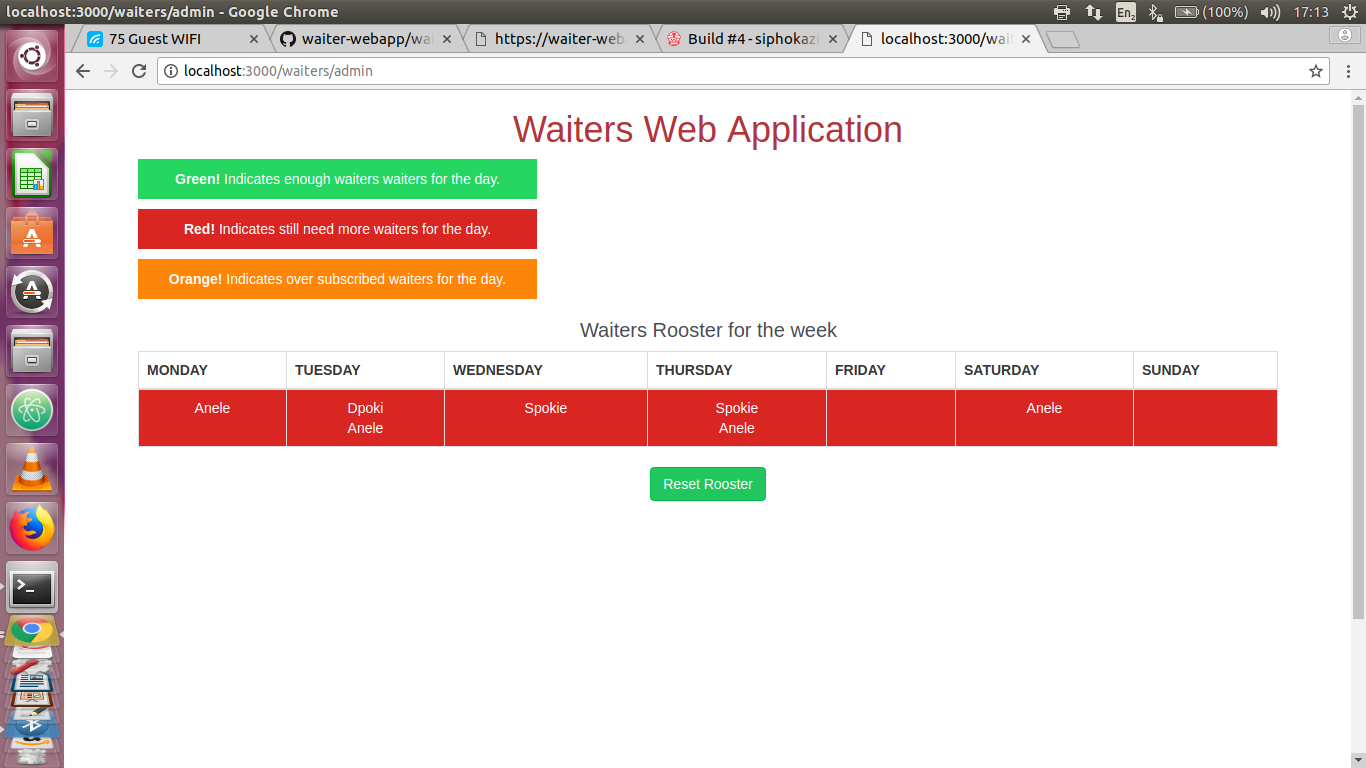 localhost:3000/waiters/admin - Google Chrome
En2 (100%) 17:13
75 Guest WIFI
waiter-webapp/wai
https://waiter-web
Build #4 - siphokazi
localhost:3000/wait
localhost:3000/waiters/admin
Waiters Web Application
Green! Indicates enough waiters waiters for the day.
Red! Indicates still need more waiters for the day.
Orange! Indicates over subscribed waiters for the day.
Waiters Rooster for the week
MONDAY TUESDAY WEDNESDAY THURSDAY FRIDAY SATURDAY SUNDAY
Anele Dpoki Spokie Spokie Anele
Anele Anele
Reset Rooster